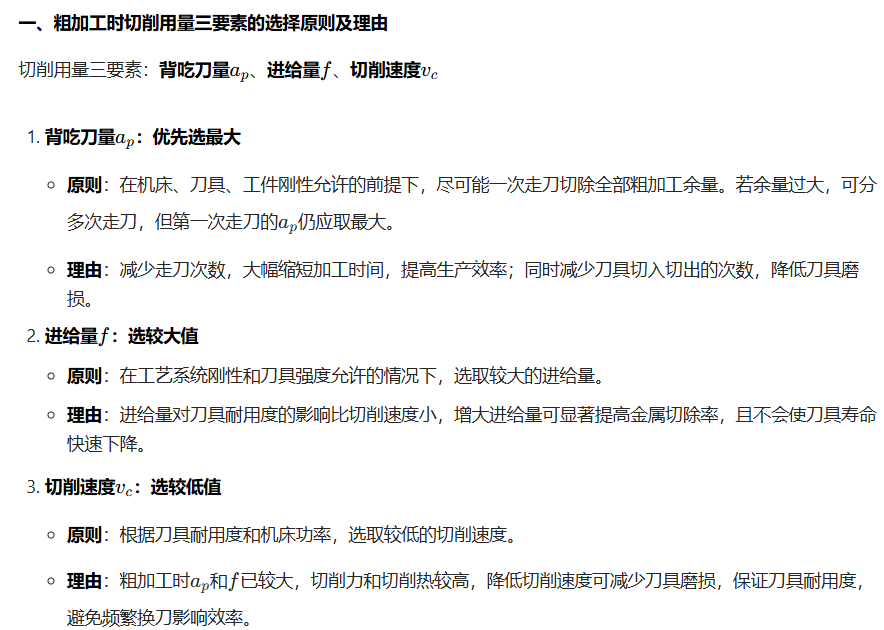 一、粗加工时切削用量三要素的选择原则及理由
切削用量三要素：背吃刀量aₚ、进给量f、切削速度v_c
1. 背吃刀量aₚ：优先选最大
○ 原则：在机床、刀具、工件刚性允许的前提下，尽可能一次走刀切除全部粗加工余量。若余量过大，可分
多次走刀，但第一次走刀的aₚ仍应取最大。
○ 理由：减少走刀次数，大幅缩短加工时间，提高生产效率；同时减少刀具切入切出的次数，降低刀具磨
损。
2. 进给量f：选较大值
○ 原则：在工艺系统刚性和刀具强度允许的情况下，选取较大的进给量。
○ 理由：进给量对刀具耐用度的影响比切削速度小，增大进给量可显著提高金属切除率，且不会使刀具寿命
快速下降。
3. 切削速度v_c：选较低值
○ 原则：根据刀具耐用度和机床功率，选取较低的切削速度。
○ 理由：粗加工时aₚ和f已较大，切削力和切削热较高，降低切削速度可减少刀具磨损，保证刀具耐用度，
避免频繁换刀影响效率。